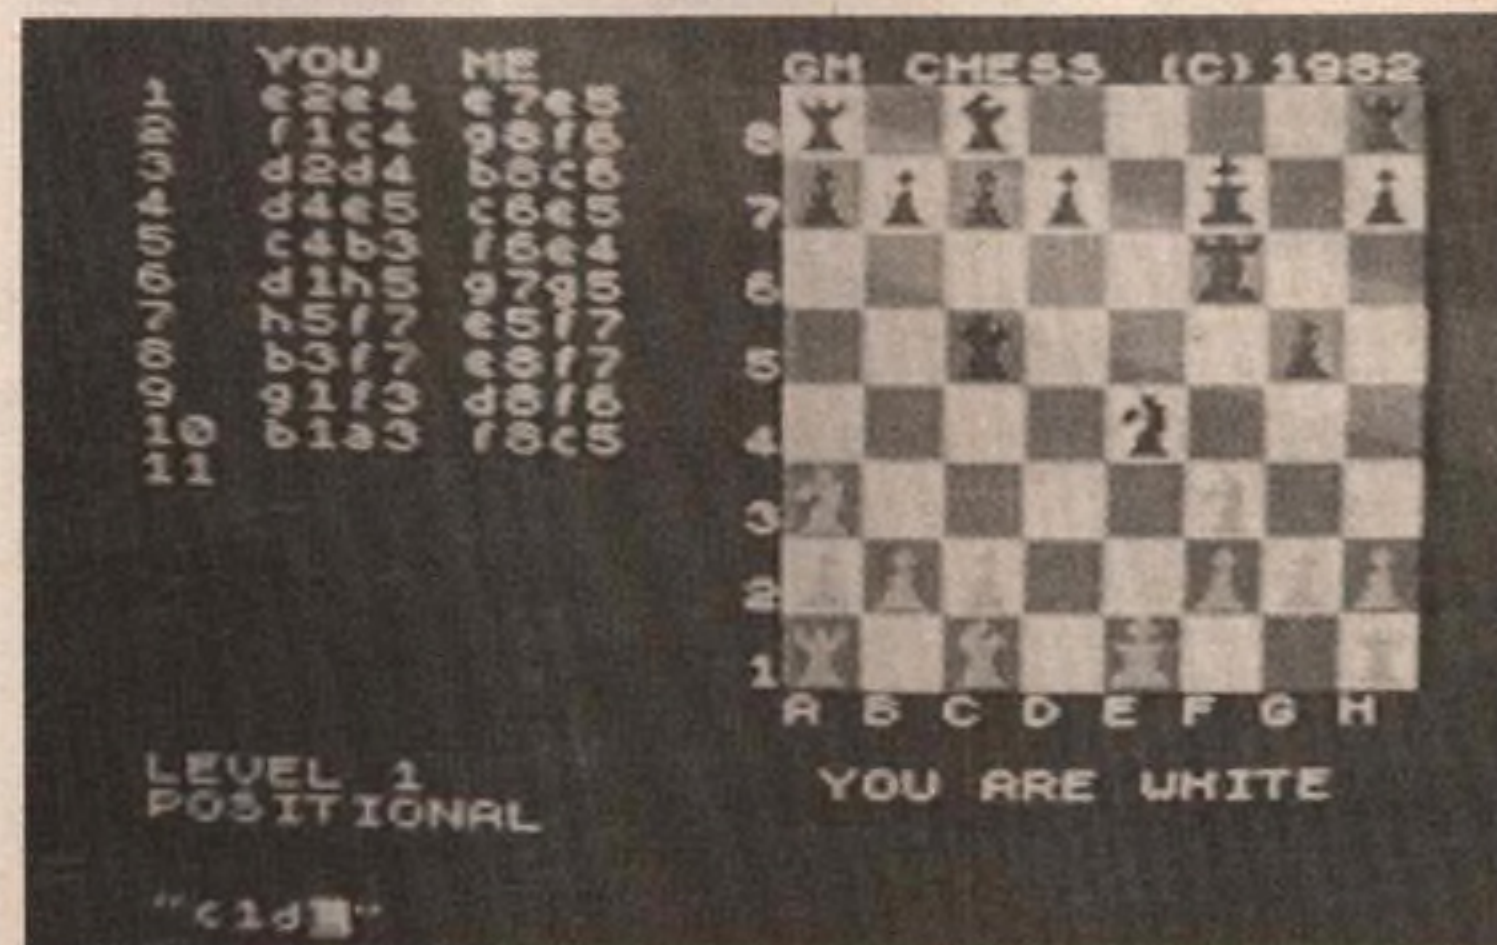 YOU ME
1 e2e4 e7e5
2 f1c4 g8f6
3 d2d4 b8c6
4 d4e5 c6e5
5 c4b3 f6e4
6 d1h5 g7g5
7 h5f7 e5f7
8 b3f7 e8f7
9 g1f3 d8f6
10 b1a3 f8c5
11
LEVEL 1
POSITIONAL
"c1d "
GM CHESS (C) 1982
8
7
6
5
4
3
2
1
A B C D E F G H
YOU ARE WHITE